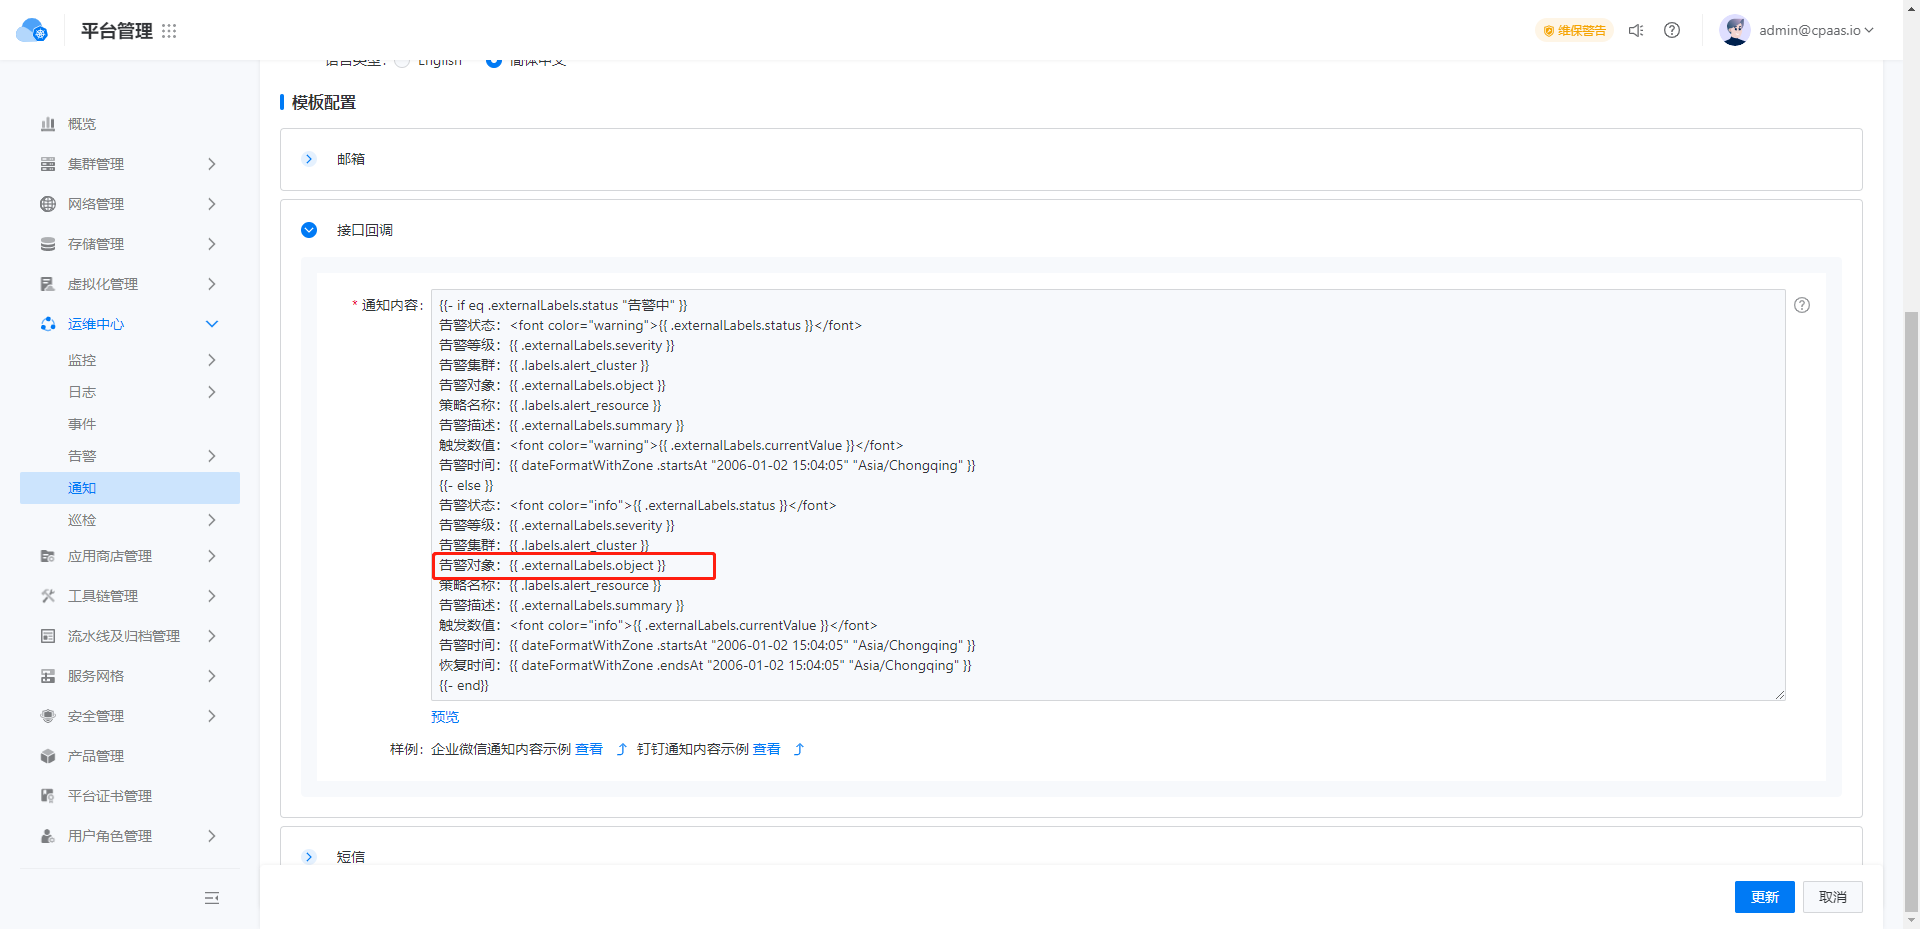 平台管理
维保警告
admin@cpaas.io
语言类型： English 简体中文
概览
集群管理
网络管理
存储管理
虚拟化管理
运维中心
监控
日志
事件
告警
通知
巡检
应用商店管理
工具链管理
流水线及归档管理
服务网格
安全管理
产品管理
平台证书管理
用户角色管理
模板配置
邮箱
接口回调
* 通知内容：
{{- if eq .externalLabels.status "告警中" }}
告警状态：<font color="warning">{{ .externalLabels.status }}</font>
告警等级：{{ .externalLabels.severity }}
告警集群：{{ .labels.alert_cluster }}
告警对象：{{ .externalLabels.object }}
策略名称：{{ .labels.alert_resource }}
告警描述：{{ .externalLabels.summary }}
触发数值：<font color="warning">{{ .externalLabels.currentValue }}</font>
告警时间：{{ dateFormatWithZone .startsAt "2006-01-02 15:04:05" "Asia/Chongqing" }}
{{- else }}
告警状态：<font color="info">{{ .externalLabels.status }}</font>
告警等级：{{ .externalLabels.severity }}
告警集群：{{ .labels.alert_cluster }}
告警对象：{{ .externalLabels.object }}
策略名称：{{ .labels.alert_resource }}
告警描述：{{ .externalLabels.summary }}
触发数值：<font color="info">{{ .externalLabels.currentValue }}</font>
告警时间：{{ dateFormatWithZone .startsAt "2006-01-02 15:04:05" "Asia/Chongqing" }}
恢复时间：{{ dateFormatWithZone .endsAt "2006-01-02 15:04:05" "Asia/Chongqing" }}
{{- end}}
预览
样例：企业微信通知内容示例 查看 钉钉通知内容示例 查看
短信
更新 取消